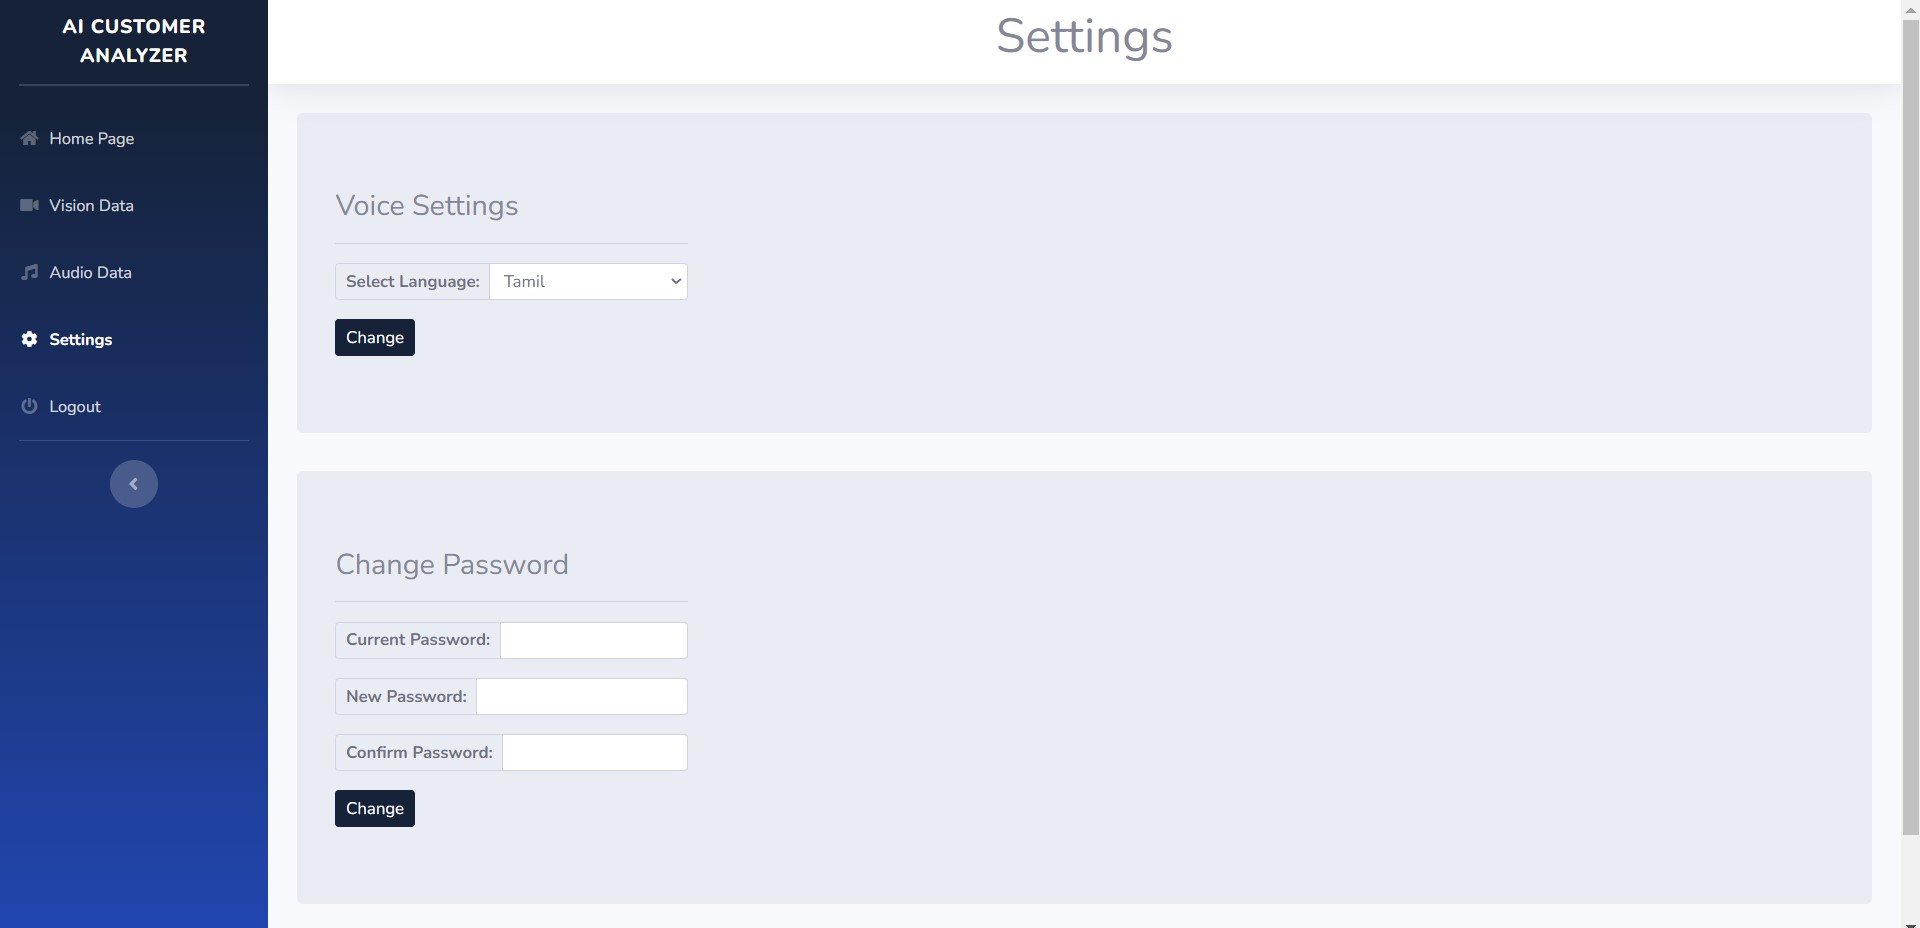 AI CUSTOMER
ANALYZER
Home Page
Vision Data
Audio Data
Settings
Logout
Settings
Voice Settings
Select Language: Tamil
Change
Change Password
Current Password:
New Password:
Confirm Password:
Change